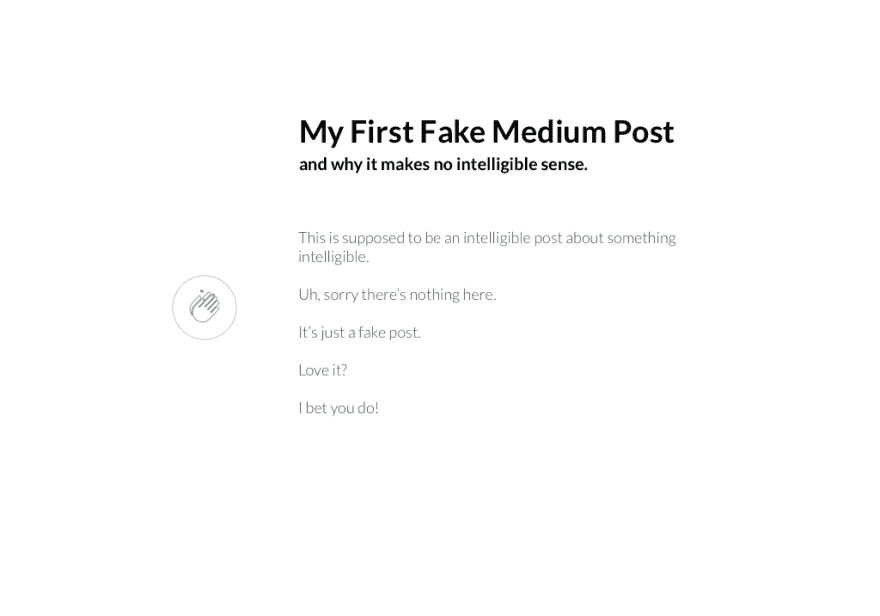 My First Fake Medium Post
and why it makes no intelligible sense.
This is supposed to be an intelligible post about something
intelligible.
Uh, sorry there's nothing here.
It's just a fake post.
Love it?
I bet you do!